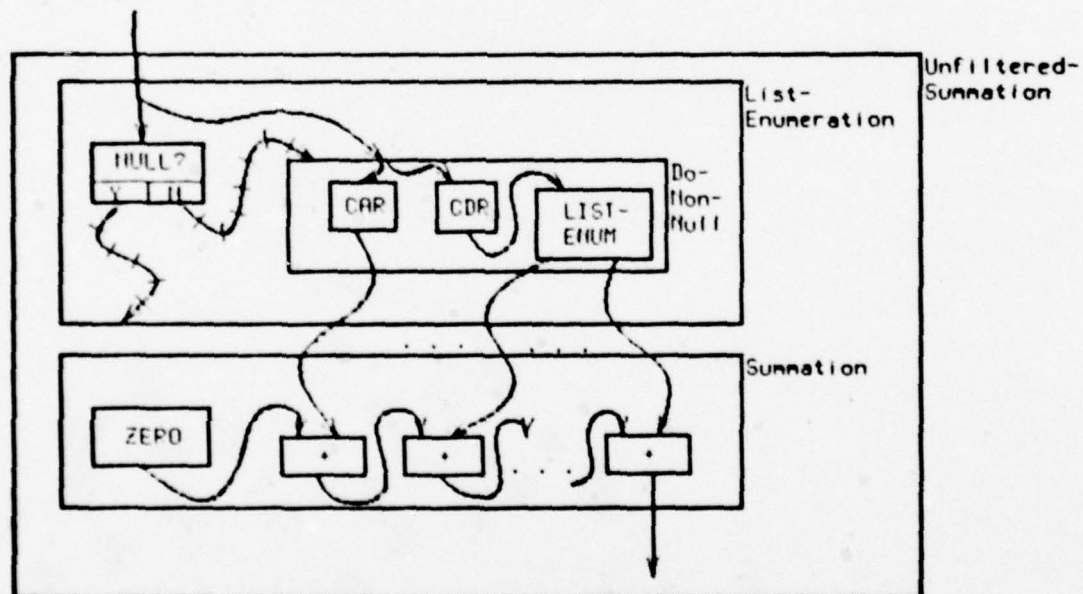 Unfiltered-
Summation
List-
Enumeration
NULL?
Y N
Do-
Non-
Null
CAR
CDR
LIST-
ENUM
. . . . . .
Summation
ZERO
+
+
. . .
+